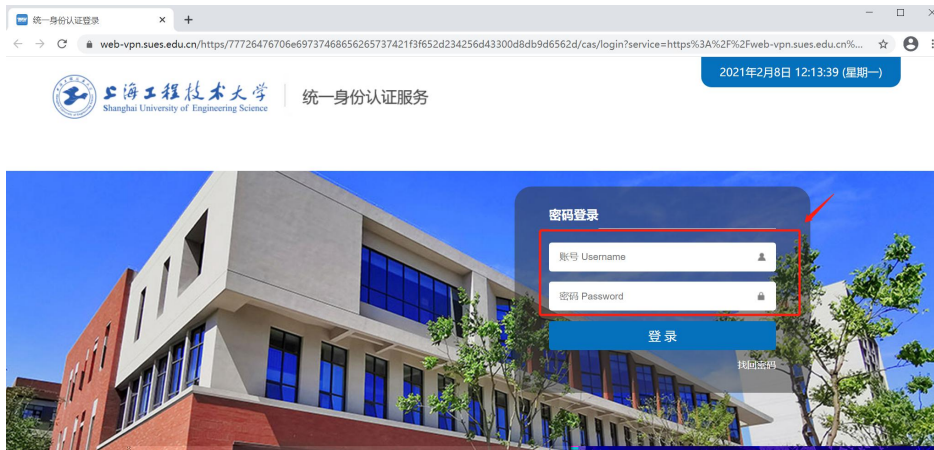 统一身份认证登录
web-vpn.sues.edu.cn/https/77726476706e69737468656265737421f3f652d234256d43300d8db9d6562d/cas/login?service=https%3A%2F%2Fweb-vpn.sues.edu.cn%...
2021年2月8日 12:13:39 (星期一)
上海工程技术大学
Shanghai University of Engineering Science
统一身份认证服务
密码登录
账号 Username
密码 Password
登 录
找回密码